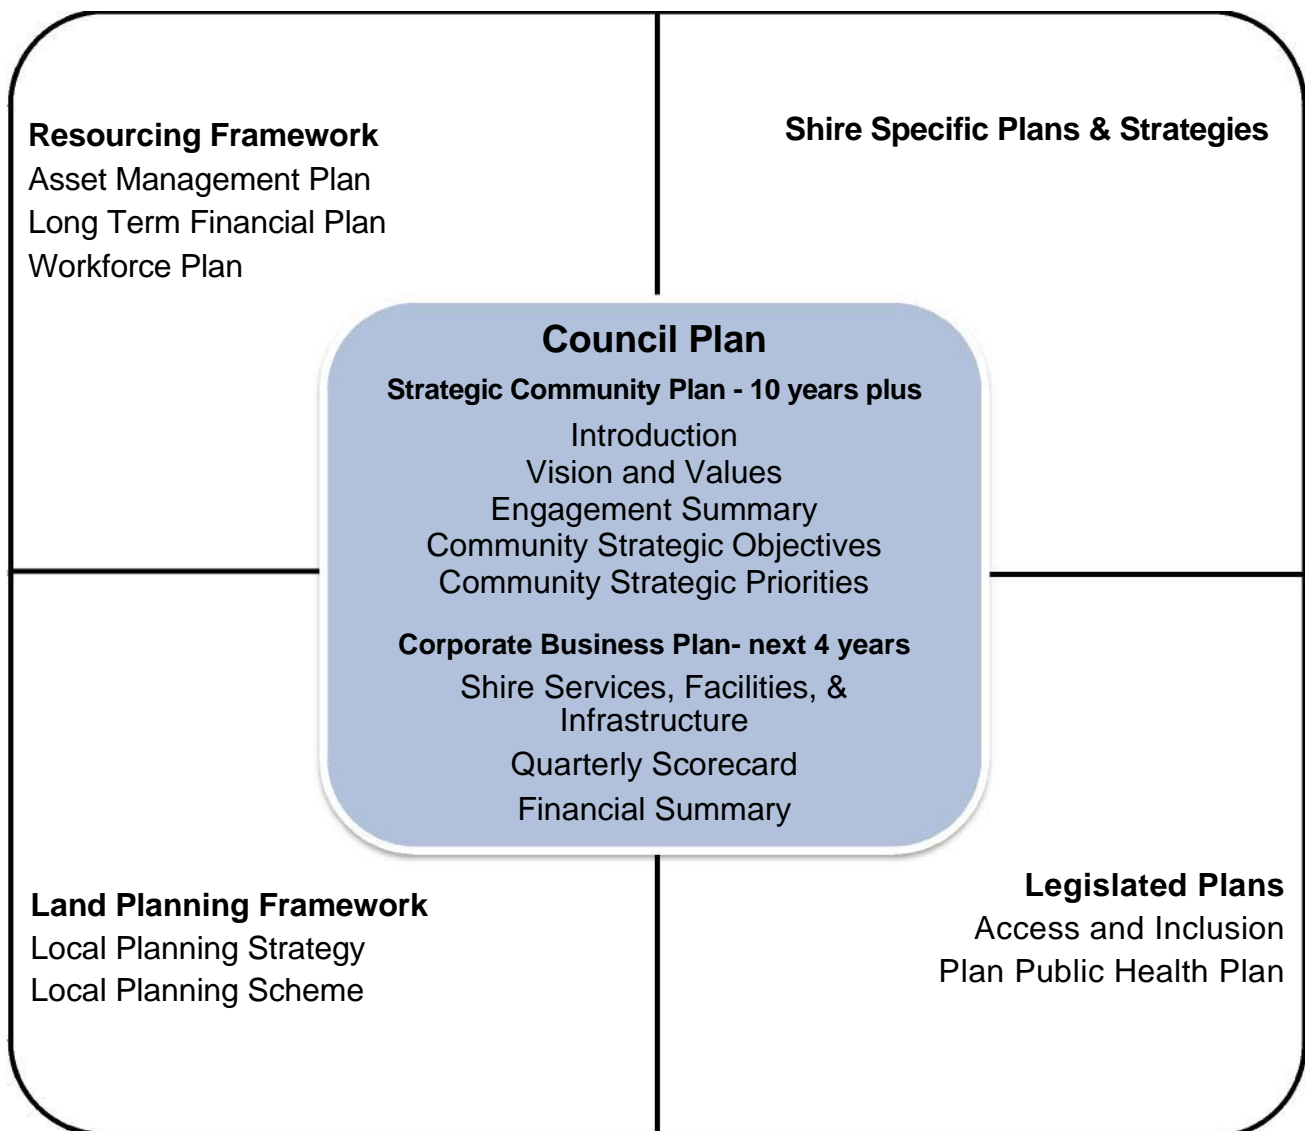 Resourcing Framework
Asset Management Plan
Long Term Financial Plan
Workforce Plan
Shire Specific Plans & Strategies
Council Plan
Strategic Community Plan - 10 years plus
Introduction
Vision and Values
Engagement Summary
Community Strategic Objectives
Community Strategic Priorities
Corporate Business Plan- next 4 years
Shire Services, Facilities, &
Infrastructure
Quarterly Scorecard
Financial Summary
Land Planning Framework
Local Planning Strategy
Local Planning Scheme
Legislated Plans
Access and Inclusion
Plan Public Health Plan